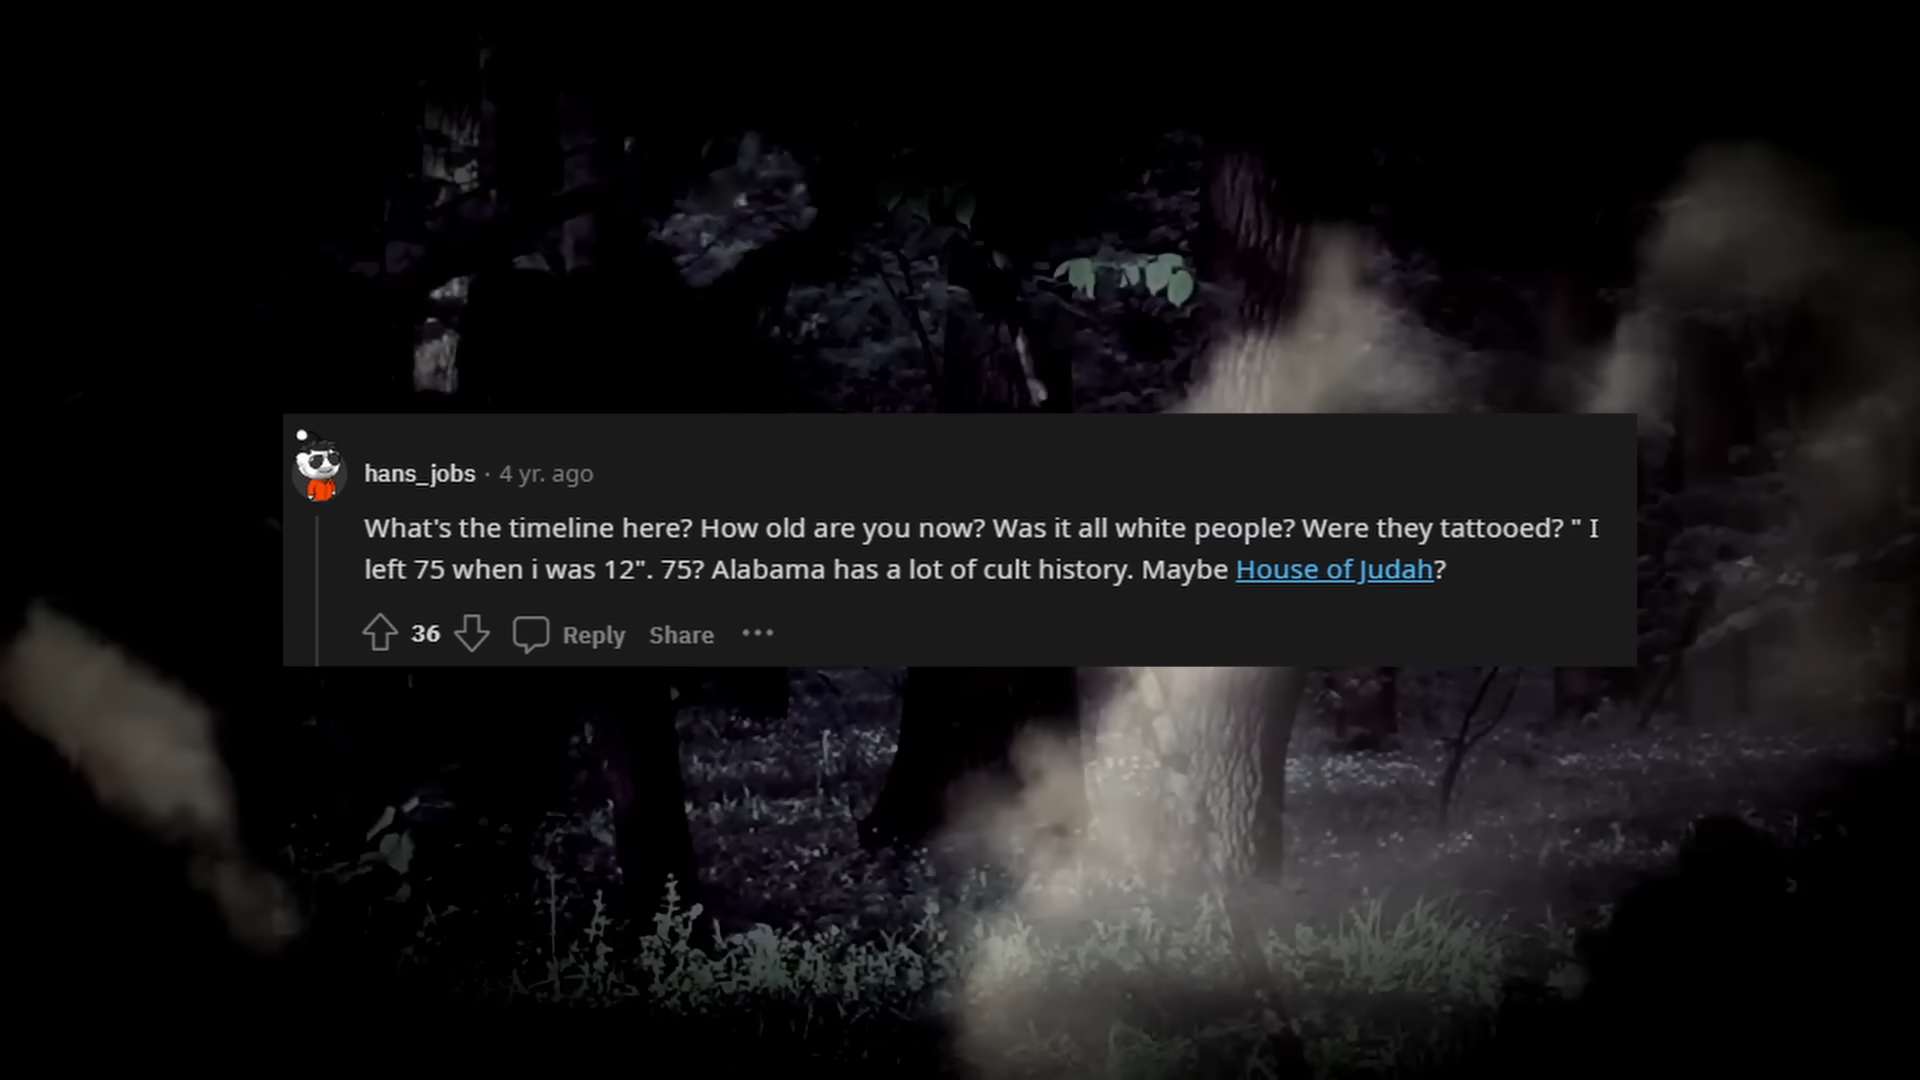 hans_jobs · 4 yr. ago
What's the timeline here? How old are you now? Was it all white people? Were they tattooed? " I
left 75 when i was 12". 75? Alabama has a lot of cult history. Maybe House of Judah?
36 Reply Share ···